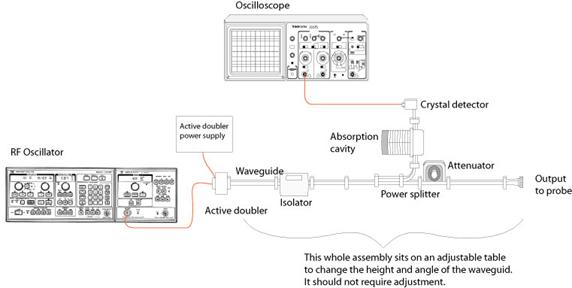 Oscilloscope
Crystal detector
Absorption
cavity
Active doubler
power supply
RF Oscillator
Waveguide
Attenuator
Isolator
Power splitter
Output
to probe
Active doubler
This whole assembly sits on an adjustable table
to change the height and angle of the waveguid.
It should not require adjustment.